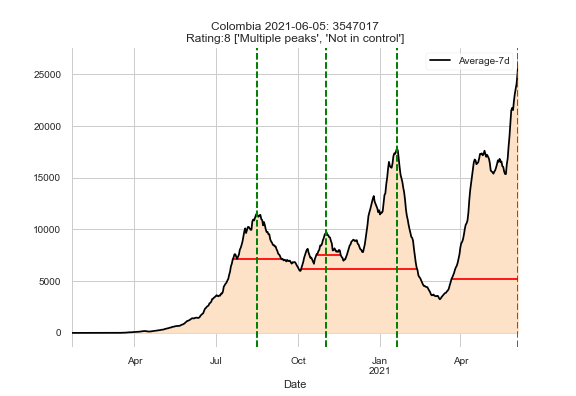 Colombia 2021-06-05: 3547017
Rating:8 ['Multiple peaks', 'Not in control']
Average-7d
25000
20000
15000
10000
5000
0
Apr
Jul
Oct
Jan
2021
Apr
Date